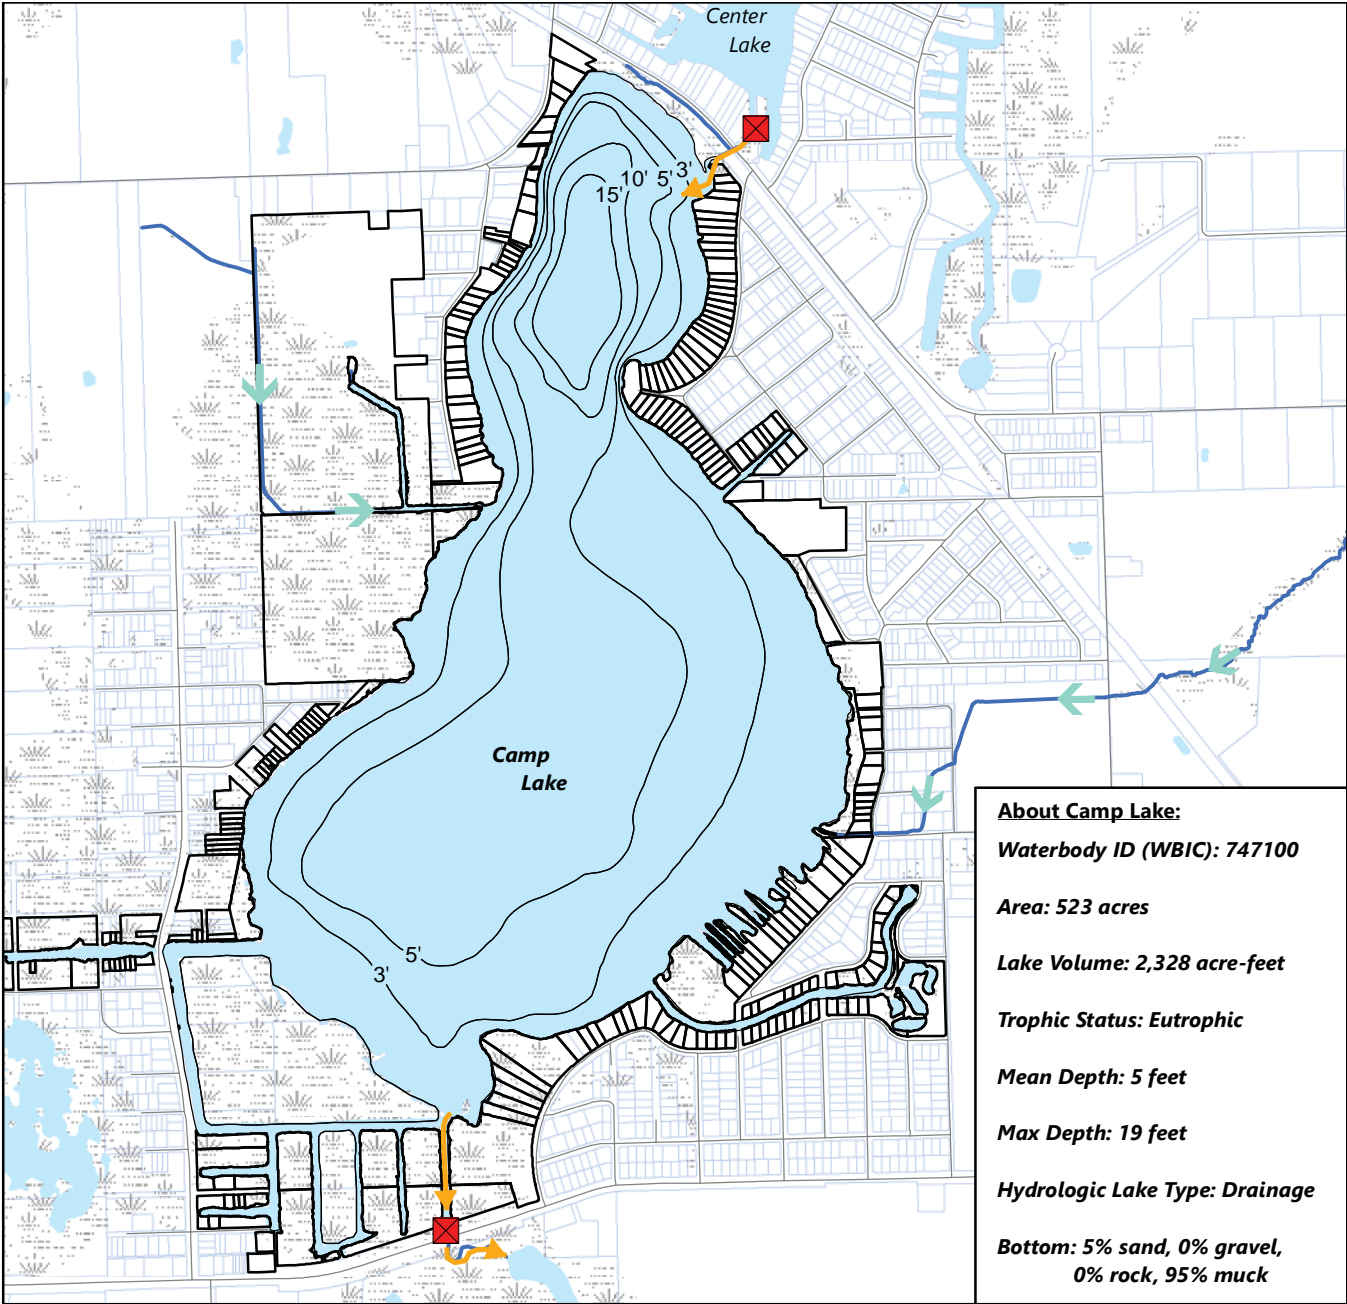 Center
Lake
3'
5'
10'
15'
Camp
Lake
5'
3'
About Camp Lake:
Waterbody ID (WBIC): 747100
Area: 523 acres
Lake Volume: 2,328 acre-feet
Trophic Status: Eutrophic
Mean Depth: 5 feet
Max Depth: 19 feet
Hydrologic Lake Type: Drainage
Bottom: 5% sand, 0% gravel,
0% rock, 95% muck